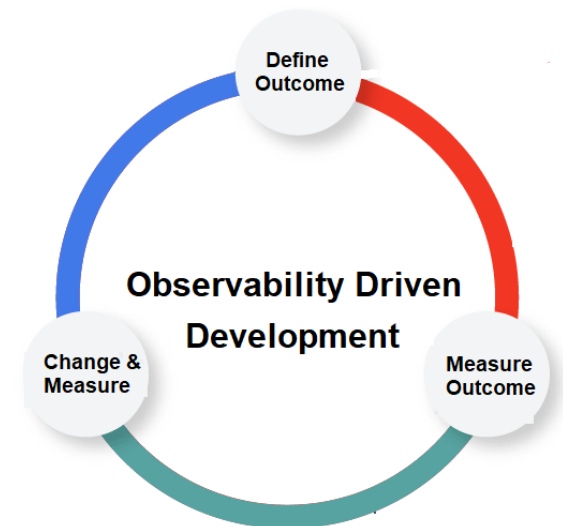 Define
Outcome
Observability Driven
Development
Change &
Measure
Measure
Outcome